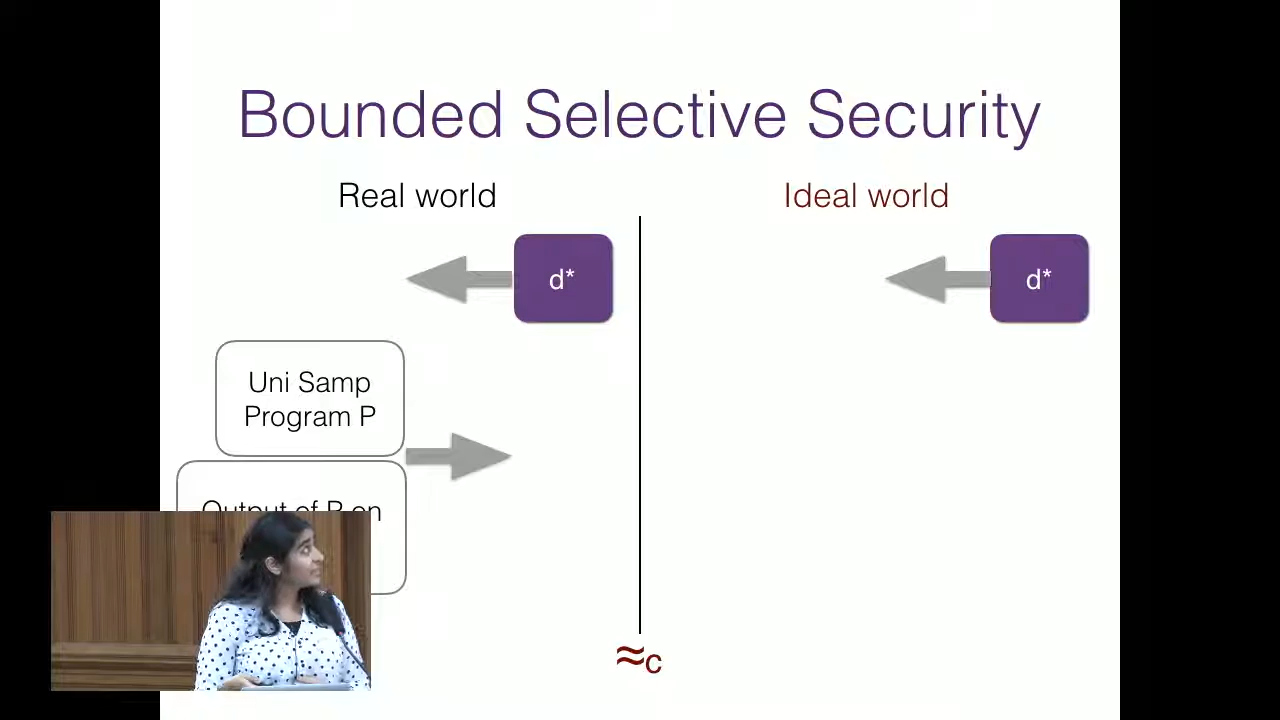 Bounded Selective Security
Real world
Ideal world
d*
d*
Uni Samp
Program P
Output of P on
≈c